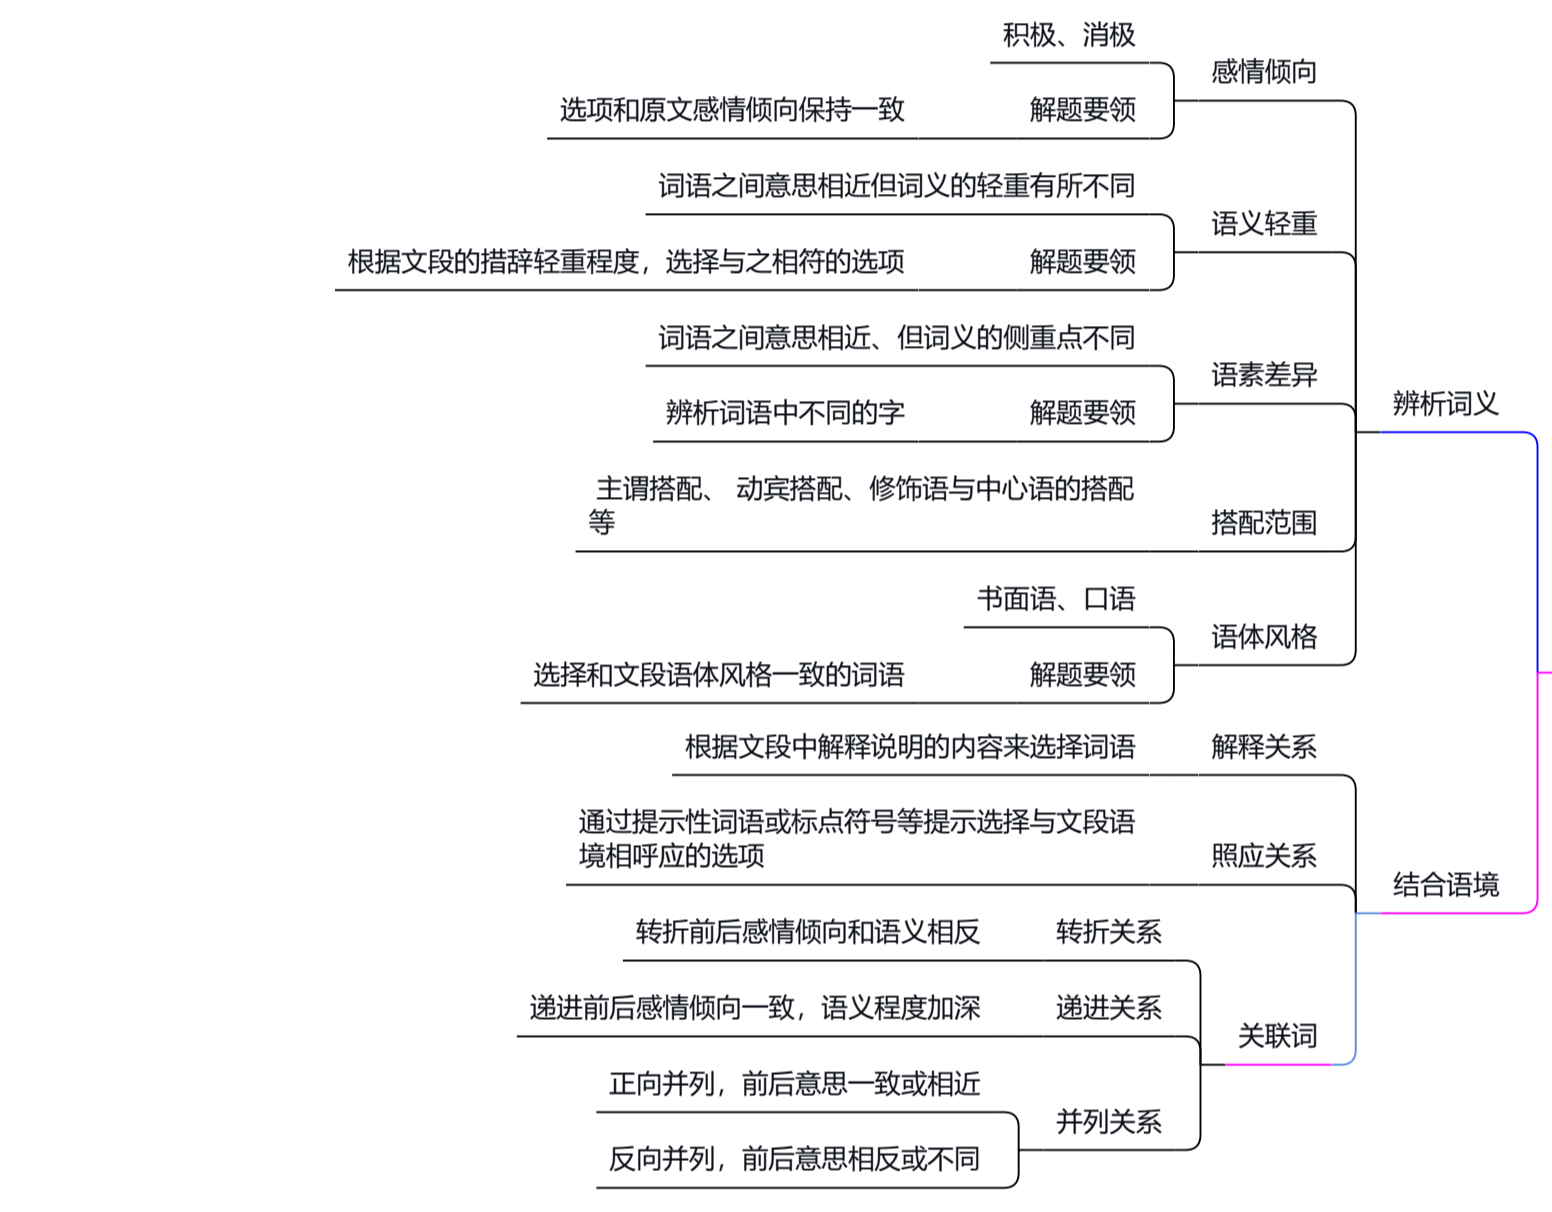 积极、消极
感情倾向
选项和原文感情倾向保持一致
解题要领
词语之间意思相近但词义的轻重有所不同
语义轻重
根据文段的措辞轻重程度，选择与之相符的选项
解题要领
词语之间意思相近、但词义的侧重点不同
语素差异
辨析词语中不同的字
解题要领
辨析词义
主谓搭配、 动宾搭配、修饰语与中心语的搭配
等
搭配范围
书面语、口语
语体风格
选择和文段语体风格一致的词语
解题要领
根据文段中解释说明的内容来选择词语
解释关系
通过提示性词语或标点符号等提示选择与文段语
境相呼应的选项
照应关系
结合语境
转折前后感情倾向和语义相反
转折关系
递进前后感情倾向一致，语义程度加深
递进关系
关联词
正向并列，前后意思一致或相近
并列关系
反向并列，前后意思相反或不同